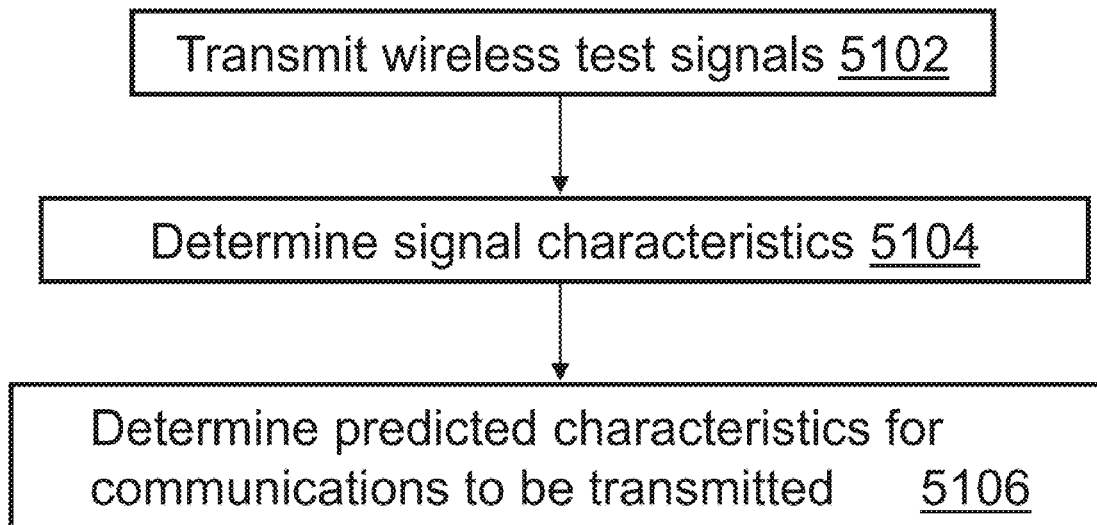 Transmit wireless test signals 5102
Determine signal characteristics 5104
Determine predicted characteristics for
communications to be transmitted 5106